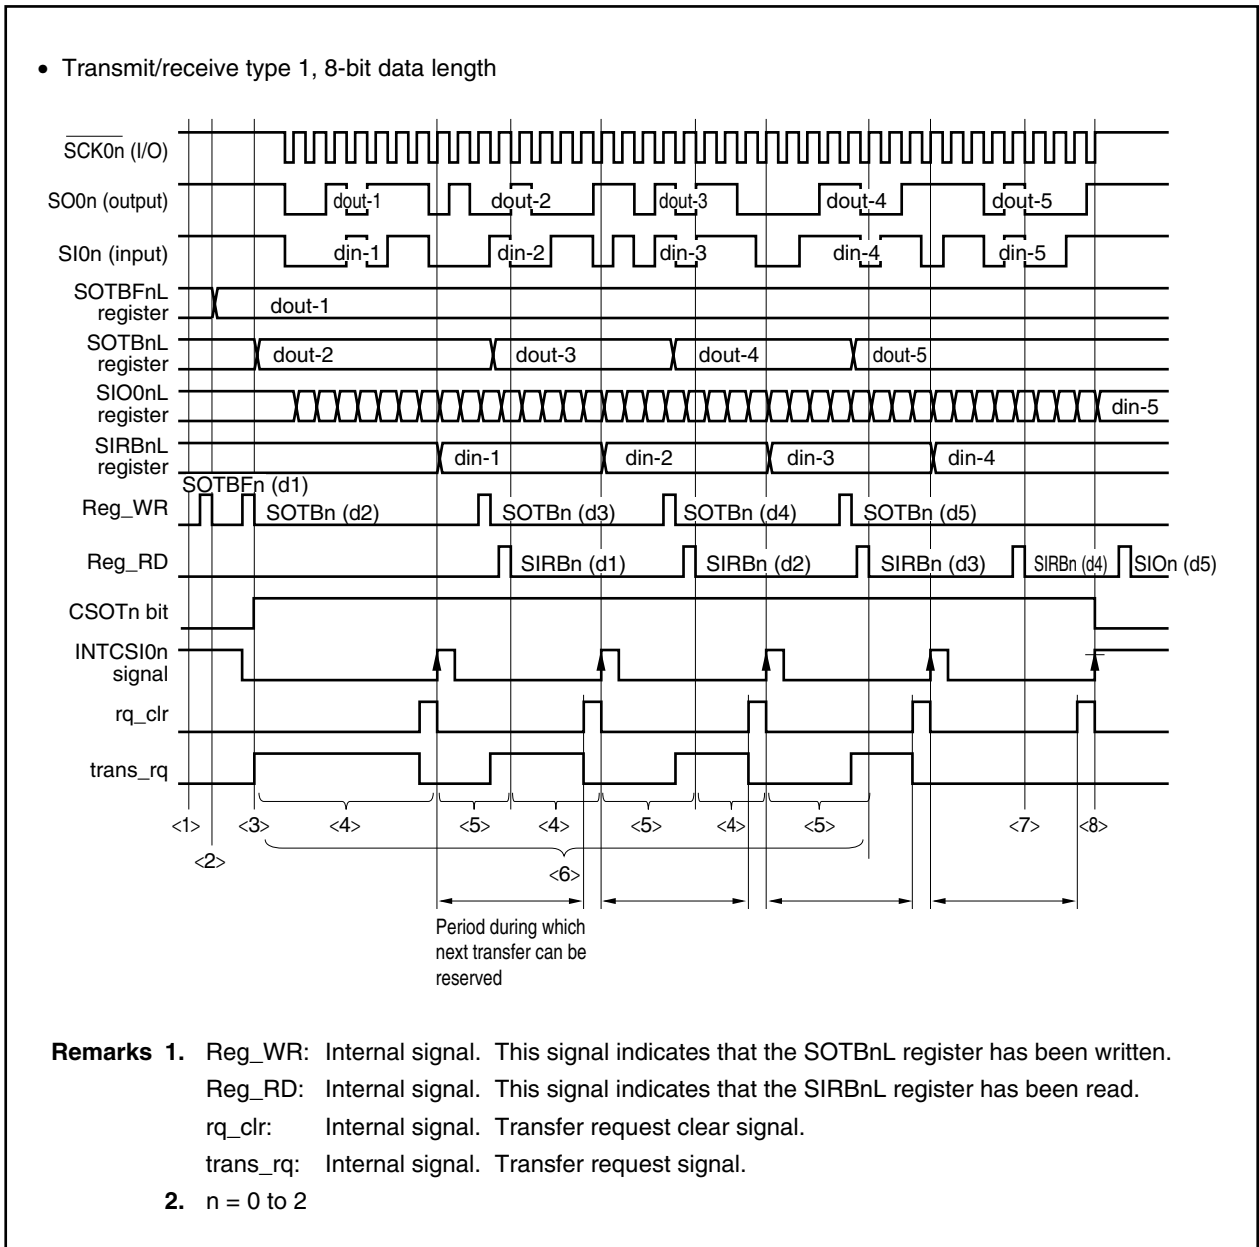 • Transmit/receive type 1, 8-bit data length
SCK0n (I/O)
SO0n (output) dout-1 dout-2 dout-3 dout-4 dout-5
SI0n (input) din-1 din-2 din-3 din-4 din-5
SOTBFnL
register dout-1
SOTBnL
register dout-2 dout-3 dout-4 dout-5
SIO0nL
register din-5
SIRBnL
register din-1 din-2 din-3 din-4
SOTBFn (d1)
Reg_WR SOTBn (d2) SOTBn (d3) SOTBn (d4) SOTBn (d5)
Reg_RD SIRBn (d1) SIRBn (d2) SIRBn (d3) SIRBn (d4) SIOn (d5)
CSOTn bit
INTCSI0n
signal
rq_clr
trans_rq
<1> <3> <4> <5> <4> <5> <4> <5> <7> <8>
<2>
<6>
Period during which
next transfer can be
reserved
Remarks 1. Reg_WR: Internal signal. This signal indicates that the SOTBnL register has been written.
Reg_RD: Internal signal. This signal indicates that the SIRBnL register has been read.
rq_clr: Internal signal. Transfer request clear signal.
trans_rq: Internal signal. Transfer request signal.
2. n = 0 to 2